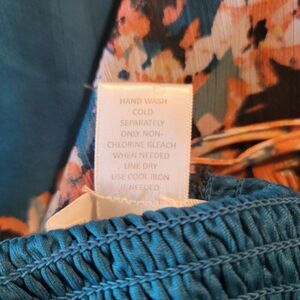 HAND WASH
COLD
SEPARATELY
ONLY NON-
CHLORINE BLEACH
WHEN NEEDED
LINE DRY
USE COOL IRON
IF NEEDED